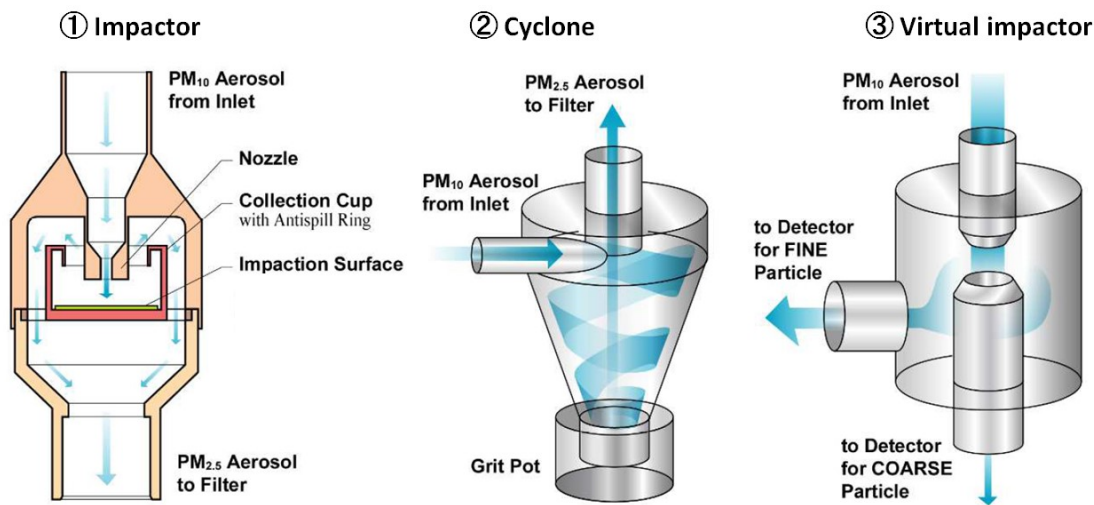 ① Impactor
PM₁₀ Aerosol
from Inlet
Nozzle
Collection Cup
with Antispill Ring
Impaction Surface
PM₂.₅ Aerosol
to Filter
② Cyclone
PM₂.₅ Aerosol
to Filter
PM₁₀ Aerosol
from Inlet
Grit Pot
③ Virtual impactor
PM₁₀ Aerosol
from Inlet
to Detector
for FINE
Particle
to Detector
for COARSE
Particle